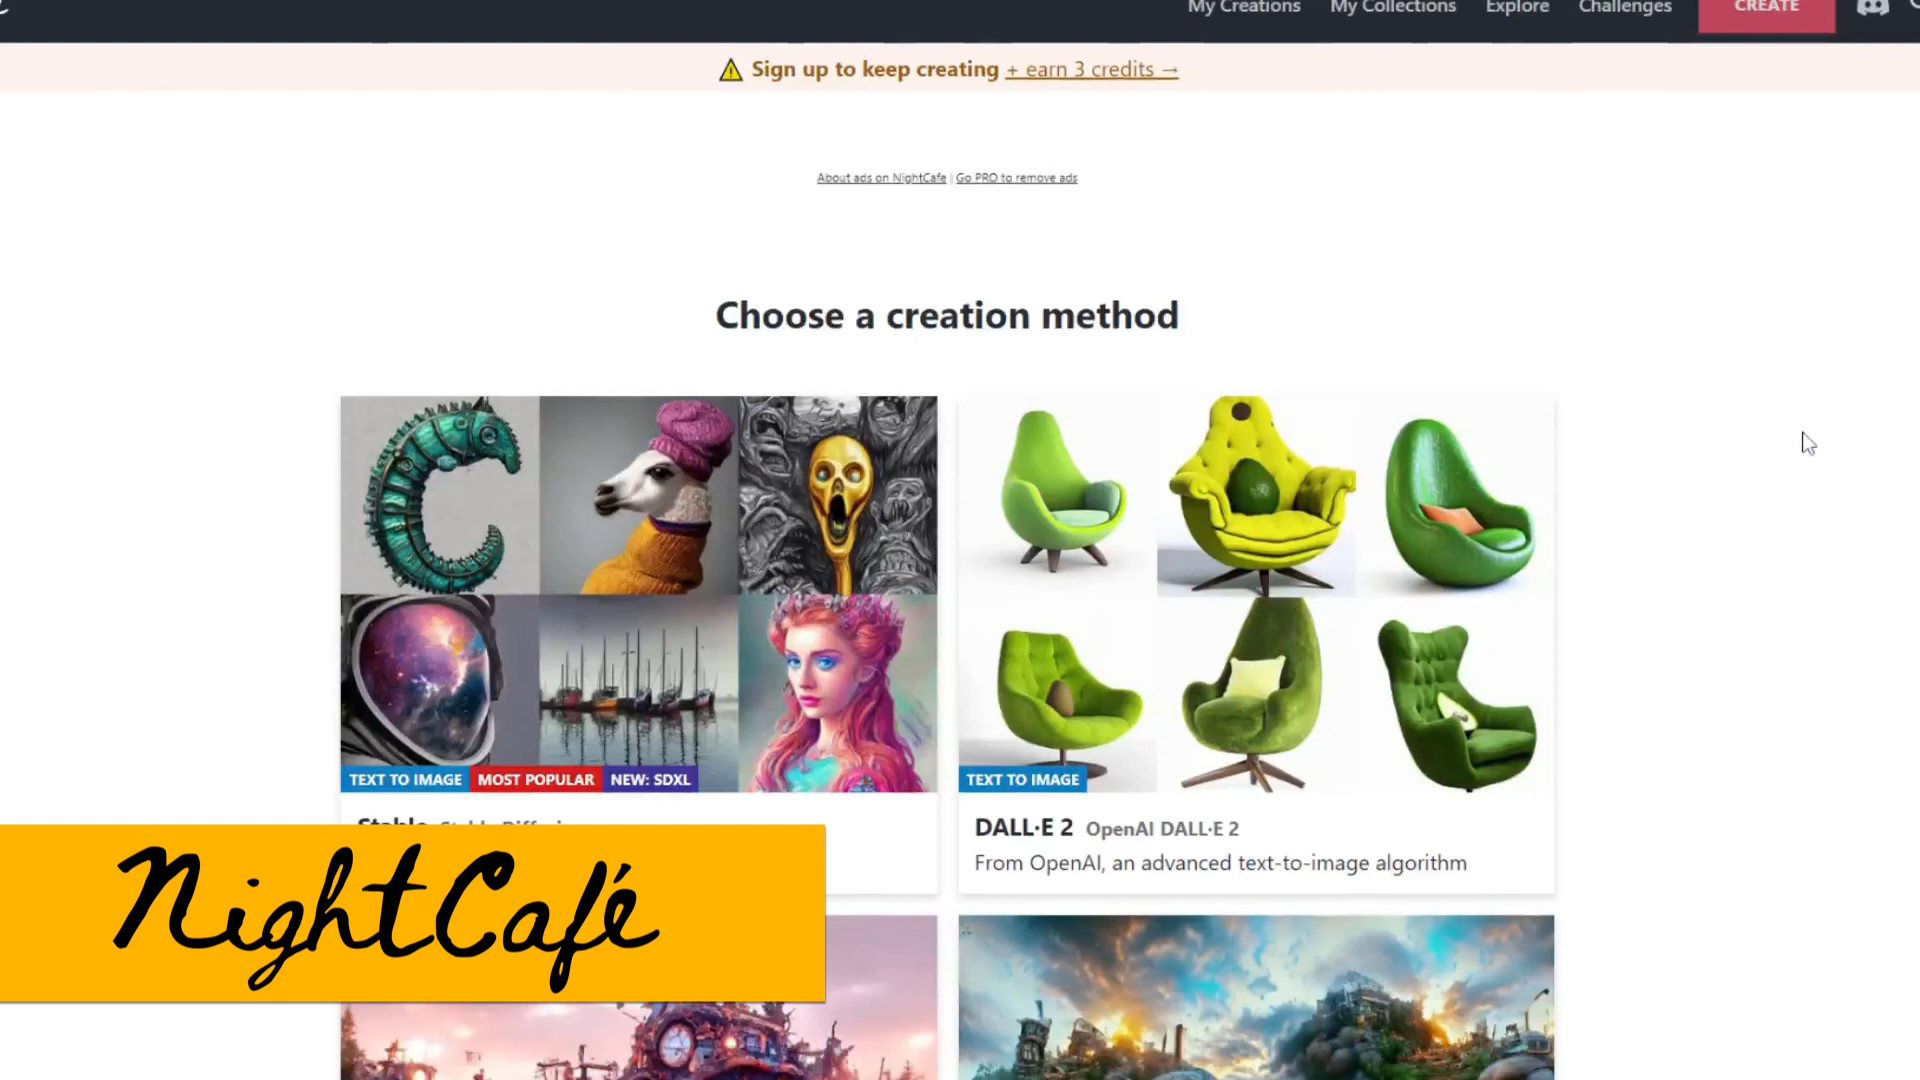 My Creations My Collections Explore Challenges CREATE
Sign up to keep creating + earn 3 credits →
About ads on NightCafe | Go PRO to remove ads
Choose a creation method
TEXT TO IMAGE MOST POPULAR NEW: SDXL
TEXT TO IMAGE
Stable
DALL·E 2 OpenAI DALL·E 2
From OpenAI, an advanced text-to-image algorithm
NightCafé